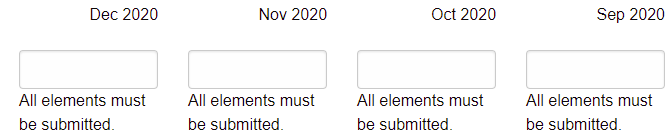 Dec 2020 Nov 2020 Oct 2020 Sep 2020
All elements must All elements must All elements must All elements must
be submitted. be submitted. be submitted. be submitted.